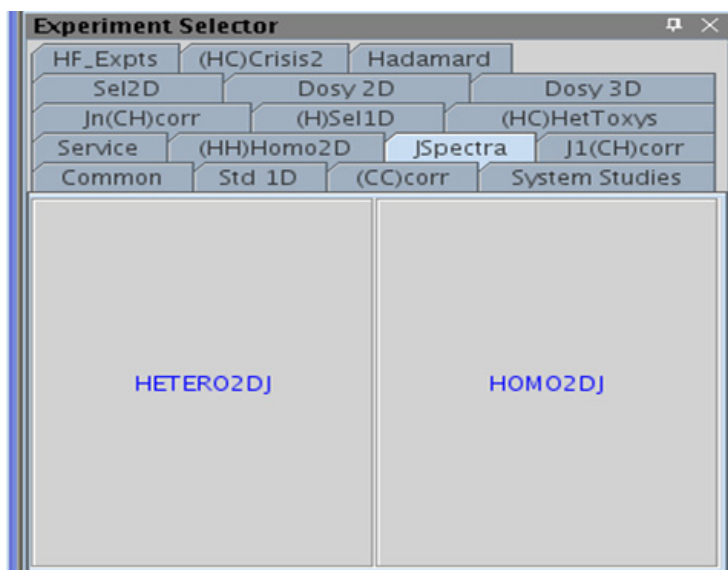 Experiment Selector
HF_Expts (HC)Crisis2 Hadamard
Sel2D Dosy 2D Dosy 3D
Jn(CH)corr (H)Sel1D (HC)HetToxys
Service (HH)Homo2D JSpectra J1(CH)corr
Common Std 1D (CC)corr System Studies
HETERO2DJ HOMO2DJ